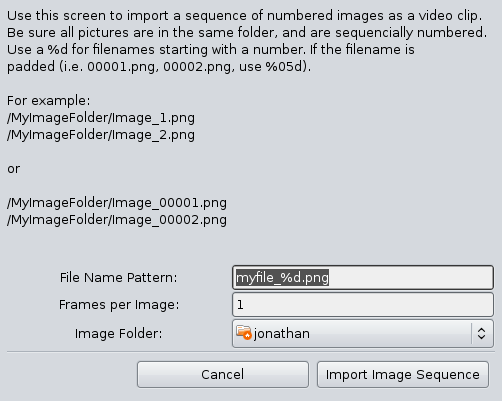 Use this screen to import a sequence of numbered images as a video clip.
Be sure all pictures are in the same folder, and are sequencially numbered.
Use a %d for filenames starting with a number. If the filename is
padded (i.e. 00001.png, 00002.png, use %05d).
For example:
/MyImageFolder/Image_1.png
/MyImageFolder/Image_2.png
or
/MyImageFolder/Image_00001.png
/MyImageFolder/Image_00002.png
File Name Pattern: myfile_%d.png
Frames per Image: 1
Image Folder: jonathan
Cancel Import Image Sequence